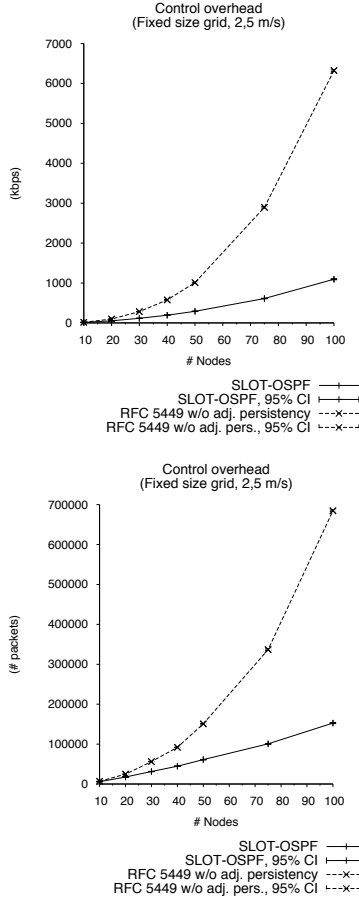 Control overhead
(Fixed size grid, 2,5 m/s)
7000
6000
5000
4000
3000
2000
1000
0
(kbps)
10 20 30 40 50 60 70 80 90 100
# Nodes
SLOT-OSPF
SLOT-OSPF, 95% CI
RFC 5449 w/o adj. persistency
RFC 5449 w/o adj. pers., 95% CI
Control overhead
(Fixed size grid, 2,5 m/s)
700000
600000
500000
400000
300000
200000
100000
0
(# packets)
10 20 30 40 50 60 70 80 90 100
# Nodes
SLOT-OSPF
SLOT-OSPF, 95% CI
RFC 5449 w/o adj. persistency
RFC 5449 w/o adj. pers., 95% CI